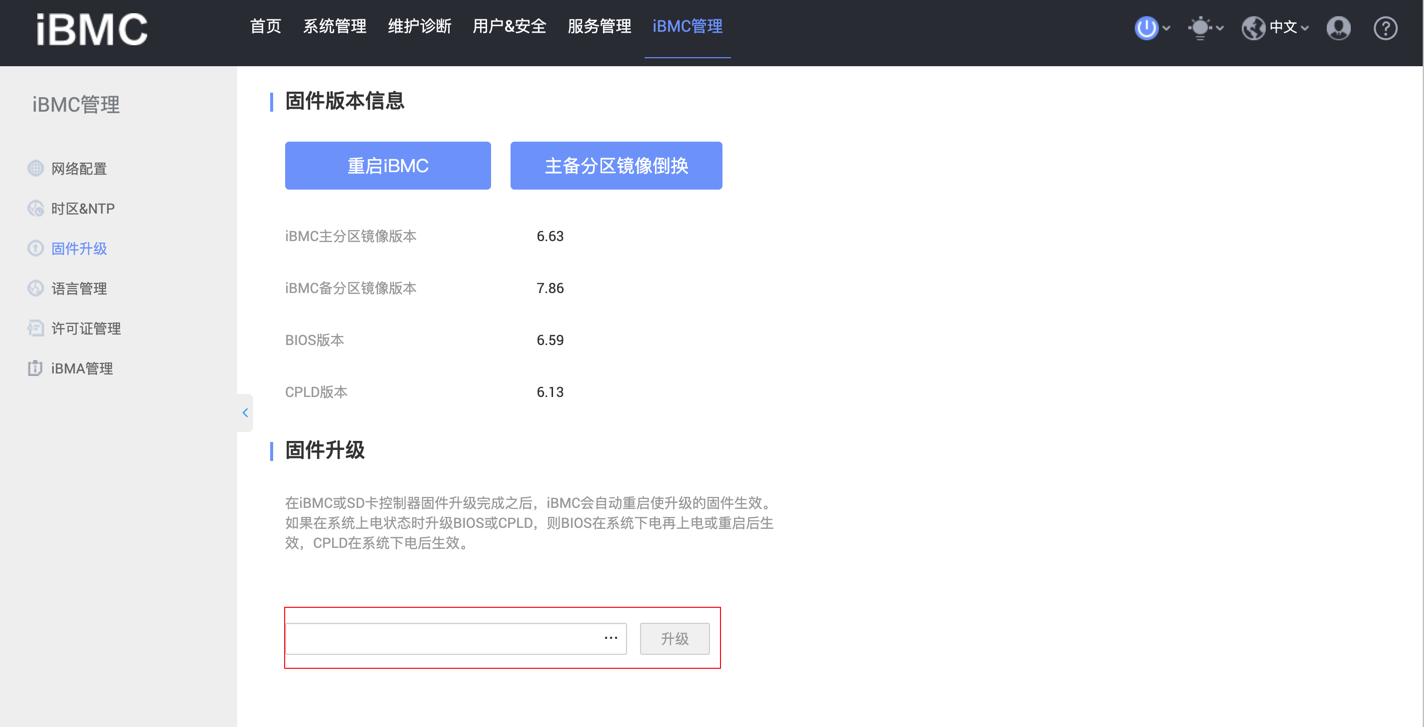 iBMC
首页 系统管理 维护诊断 用户&安全 服务管理 iBMC管理
中文
iBMC管理
网络配置
时区&NTP
固件升级
语言管理
许可证管理
iBMA管理
固件版本信息
重启iBMC 主备分区镜像倒换
iBMC主分区镜像版本 6.63
iBMC备分区镜像版本 7.86
BIOS版本 6.59
CPLD版本 6.13
固件升级
在iBMC或SD卡控制器固件升级完成之后，iBMC会自动重启使升级的固件生效。
如果在系统上电状态时升级BIOS或CPLD，则BIOS在系统下电再上电或重启后生
效，CPLD在系统下电后生效。
... 升级